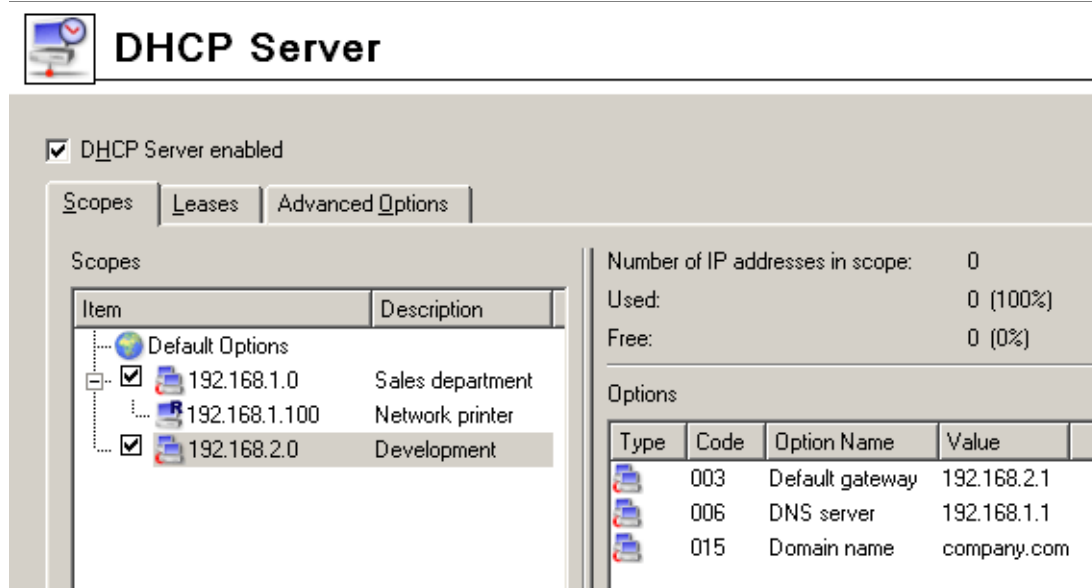 DHCP Server
DHCP Server enabled
Scopes Leases Advanced Options
Scopes
Item Description
Default Options
192.168.1.0 Sales department
R 192.168.1.100 Network printer
192.168.2.0 Development
Number of IP addresses in scope: 0
Used: 0 (100%)
Free: 0 (0%)
Options
Type Code Option Name Value
003 Default gateway 192.168.2.1
006 DNS server 192.168.1.1
015 Domain name company.com